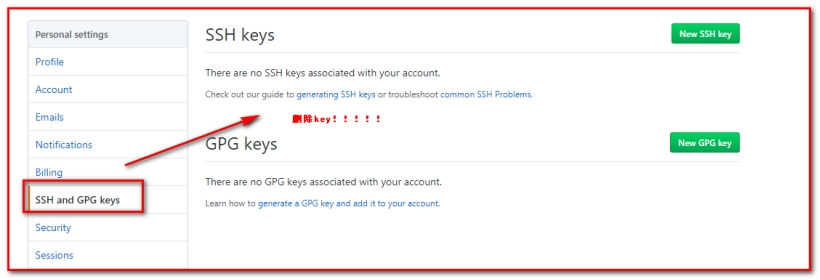 Personal settings
Profile
Account
Emails
Notifications
Billing
SSH and GPG keys
Security
Sessions
SSH keys
New SSH key
There are no SSH keys associated with your account.
Check out our guide to generating SSH keys or troubleshoot common SSH Problems.
删除key！！！！！
GPG keys
New GPG key
There are no GPG keys associated with your account.
Learn how to generate a GPG key and add it to your account.